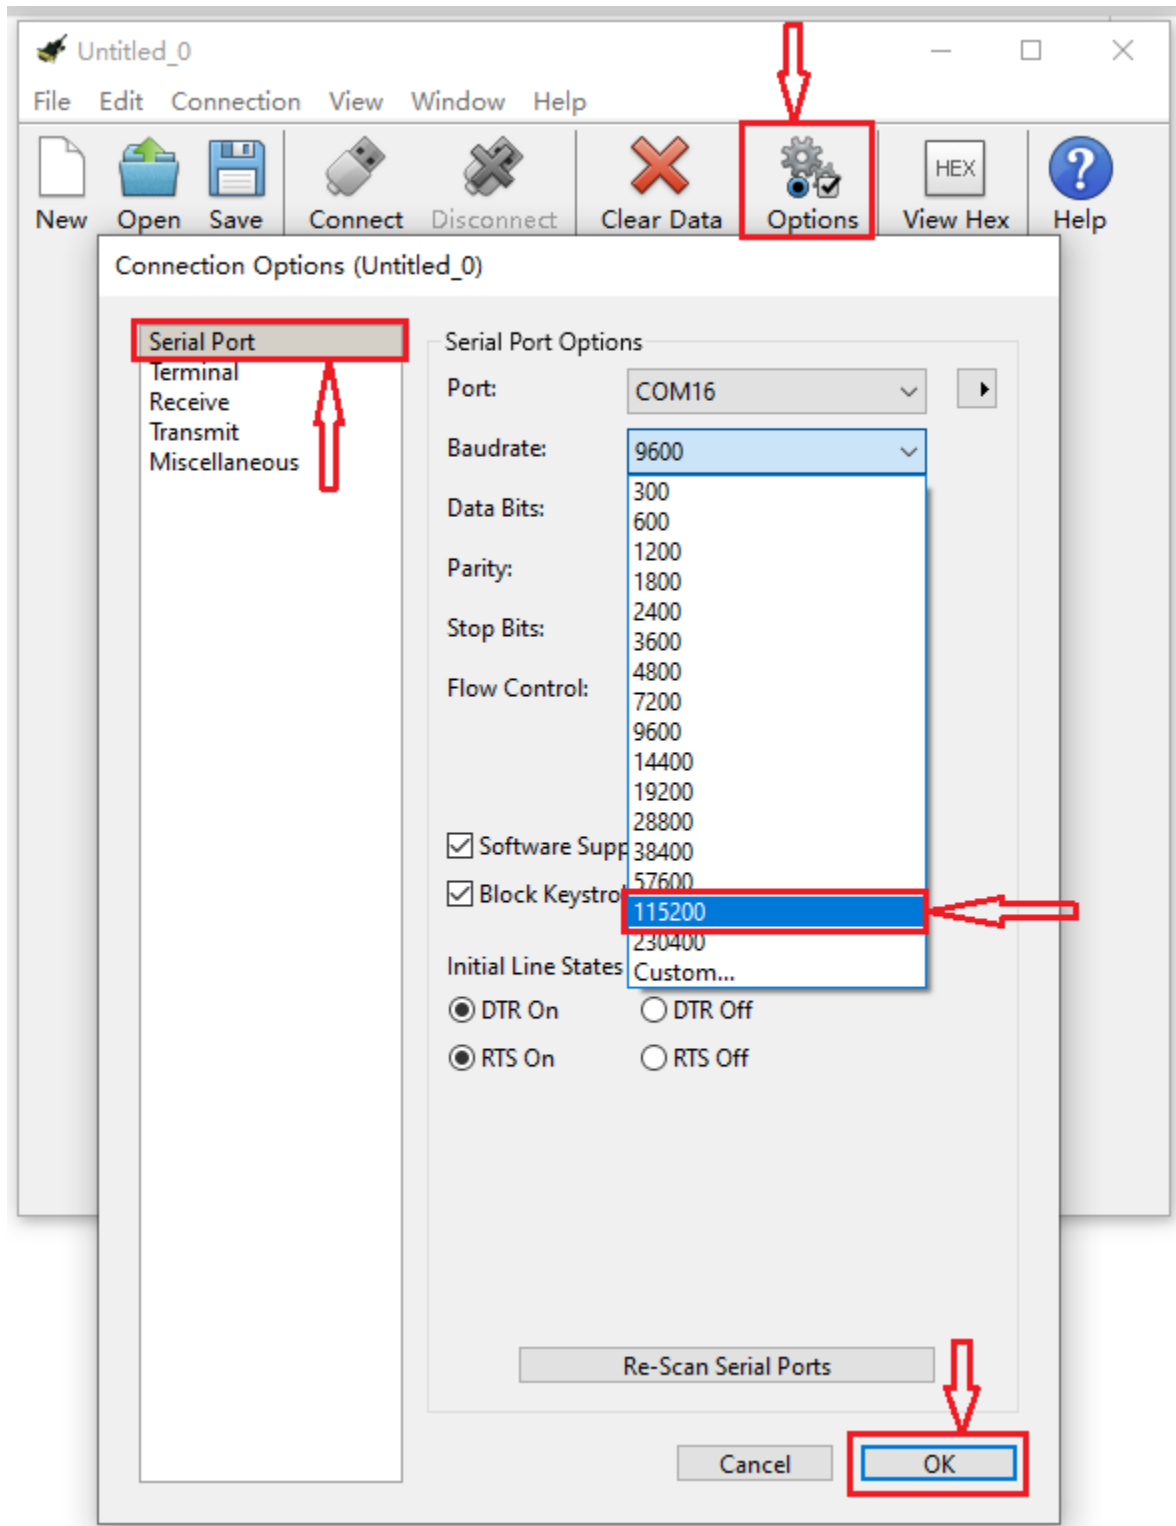 Untitled_0
File Edit Connection View Window Help
HEX
New Open Save Connect Disconnect Clear Data Options View Hex Help
Connection Options (Untitled_0)
Serial Port
Terminal
Receive
Transmit
Miscellaneous
Serial Port Options
Port: COM16
Baudrate: 9600
Data Bits:
Parity:
Stop Bits:
Flow Control:
300
600
1200
1800
2400
3600
4800
7200
9600
14400
19200
28800
38400
57600
115200
230400
Custom...
Software Supp
Block Keystro
Initial Line States
DTR On DTR Off
RTS On RTS Off
Re-Scan Serial Ports
Cancel OK